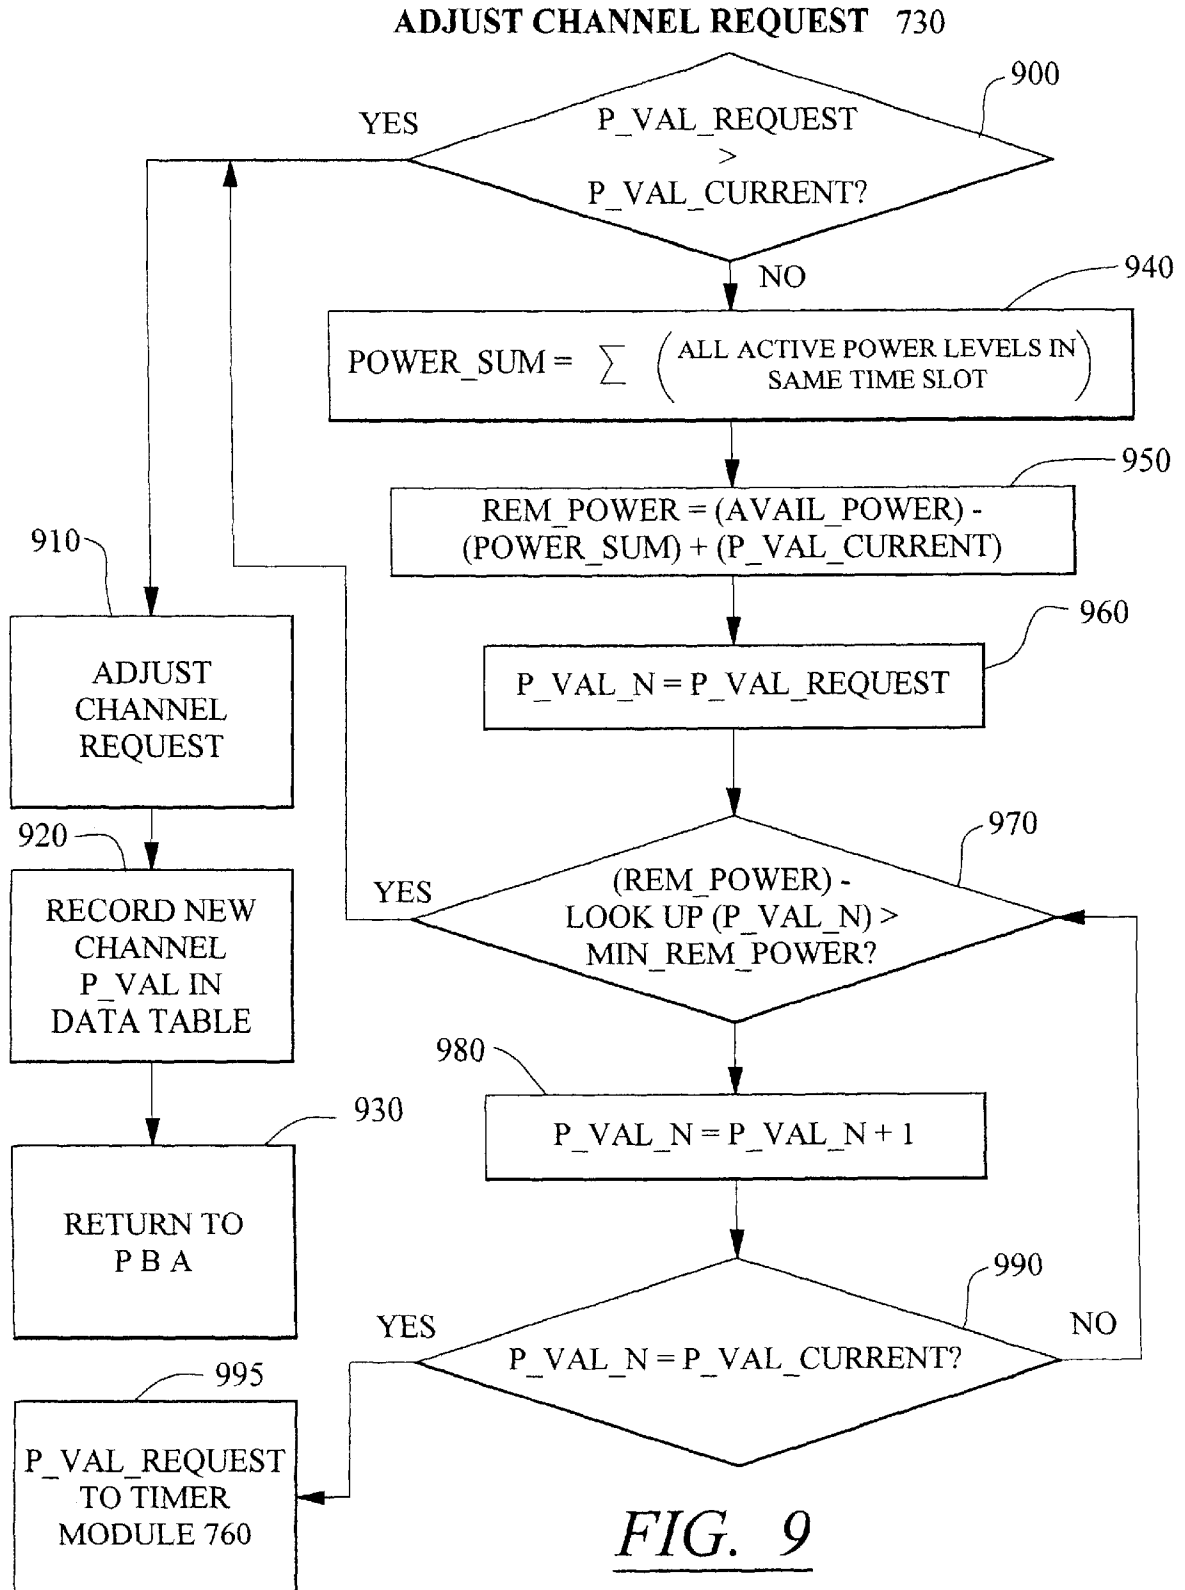 ADJUST CHANNEL REQUEST 730
900
YES
P_VAL_REQUEST
>
P_VAL_CURRENT?
NO
940
POWER_SUM = Σ (ALL ACTIVE POWER LEVELS IN
SAME TIME SLOT)
950
REM_POWER = (AVAIL_POWER) -
(POWER_SUM) + (P_VAL_CURRENT)
910
ADJUST
CHANNEL
REQUEST
960
P_VAL_N = P_VAL_REQUEST
920
RECORD NEW
CHANNEL
P_VAL IN
DATA TABLE
970
YES
(REM_POWER) -
LOOK UP (P_VAL_N) >
MIN_REM_POWER?
980
P_VAL_N = P_VAL_N + 1
930
RETURN TO
P B A
990
YES
NO
P_VAL_N = P_VAL_CURRENT?
995
P_VAL_REQUEST
TO TIMER
MODULE 760
FIG. 9